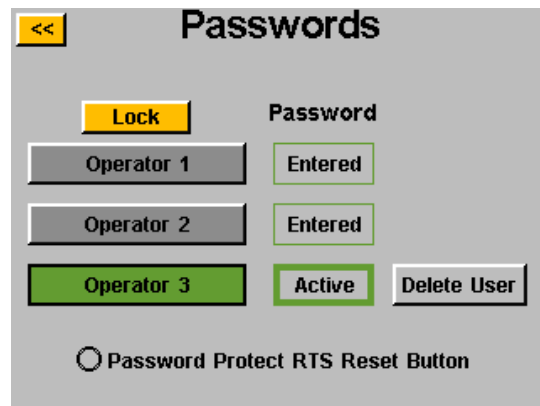 << Passwords
Lock Password
Operator 1 Entered
Operator 2 Entered
Operator 3 Active Delete User
Password Protect RTS Reset Button